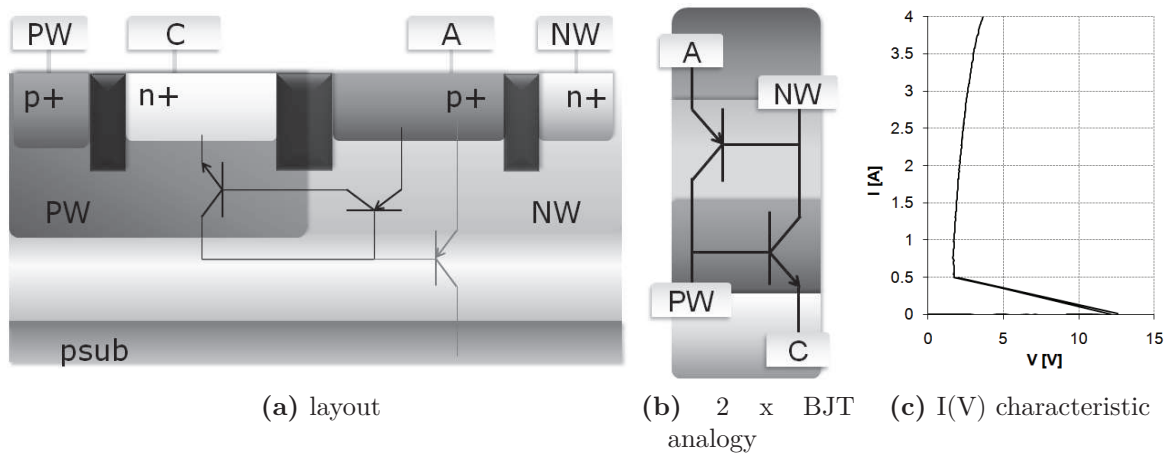 PW C A NW
p+ n+ p+ n+
PW NW
psub
(a) layout
A
NW
PW
C
(b) 2 x BJT
analogy
4
3.5
3
2.5
2
1.5
1
0.5
0
I [A]
0 5 10 15
V [V]
(c) I(V) characteristic